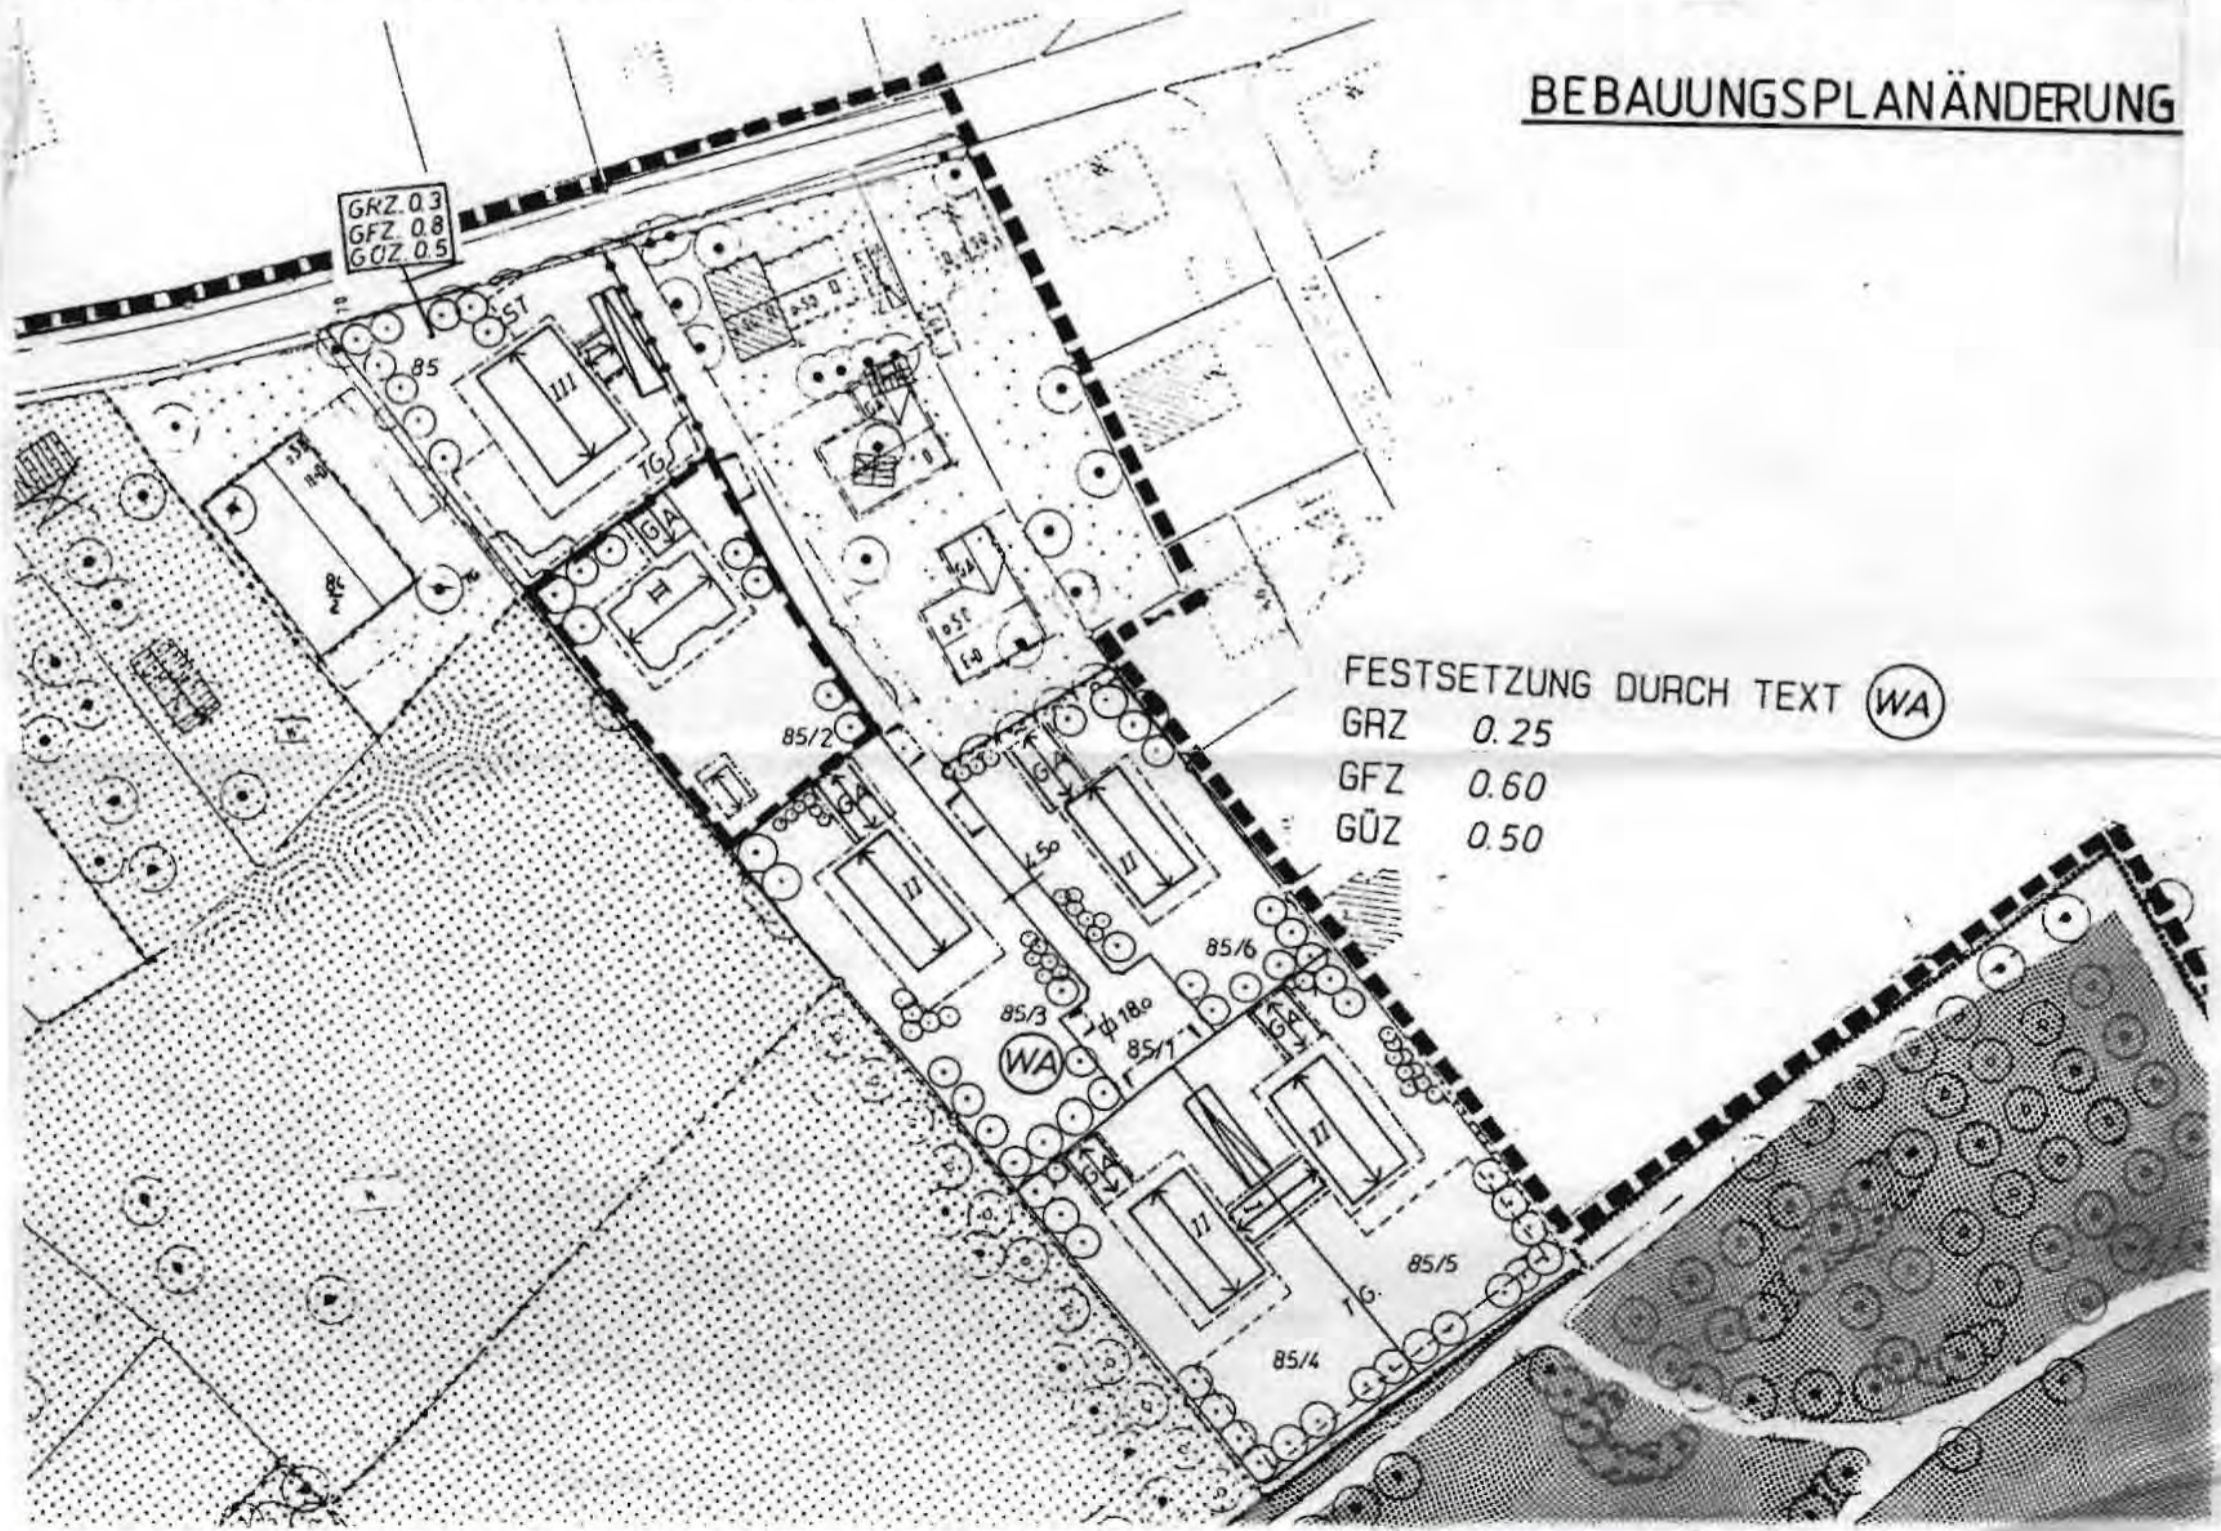 BEBAUUNGSPLANÄNDERUNG
GRZ. 0.3
GFZ. 0.8
GÜZ. 0.5
ST
85
III
TG
GA
II
GA
GA
FESTSETZUNG DURCH TEXT WA
GRZ 0.25
GFZ 0.60
GÜZ 0.50
85/2
GA
GA
4.50
II
II
85/6
85/3
ϕ 18.0
WA
85/1
GA
II
GA
II
I
85/5
T.G.
85/4